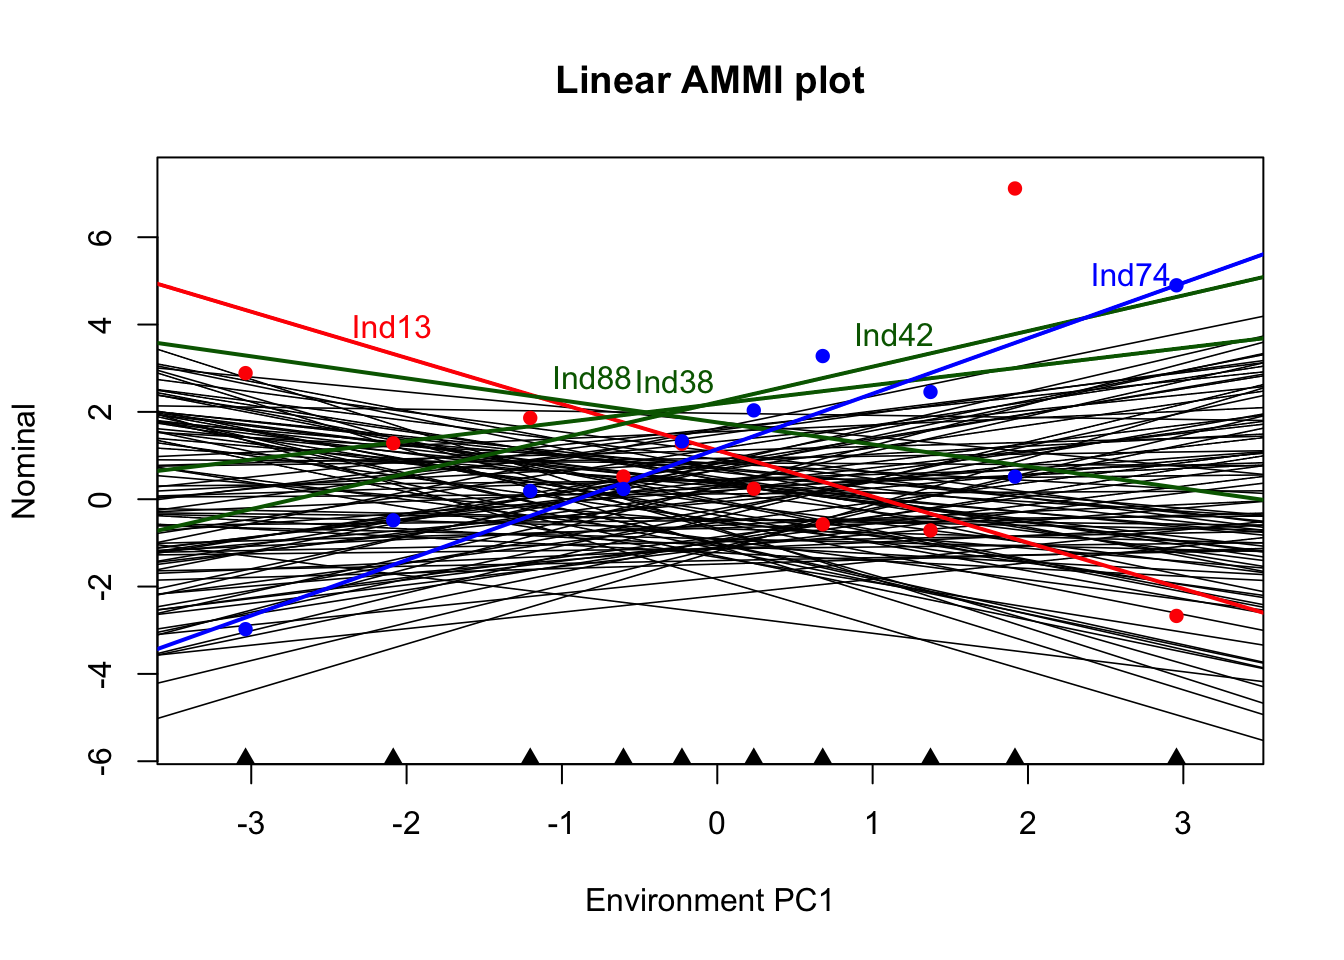 Linear AMMI plot
Nominal
6
4
2
0
-2
-4
-6
Ind74
Ind13
Ind42
Ind88
Ind38
-3
-2
-1
0
1
2
3
Environment PC1